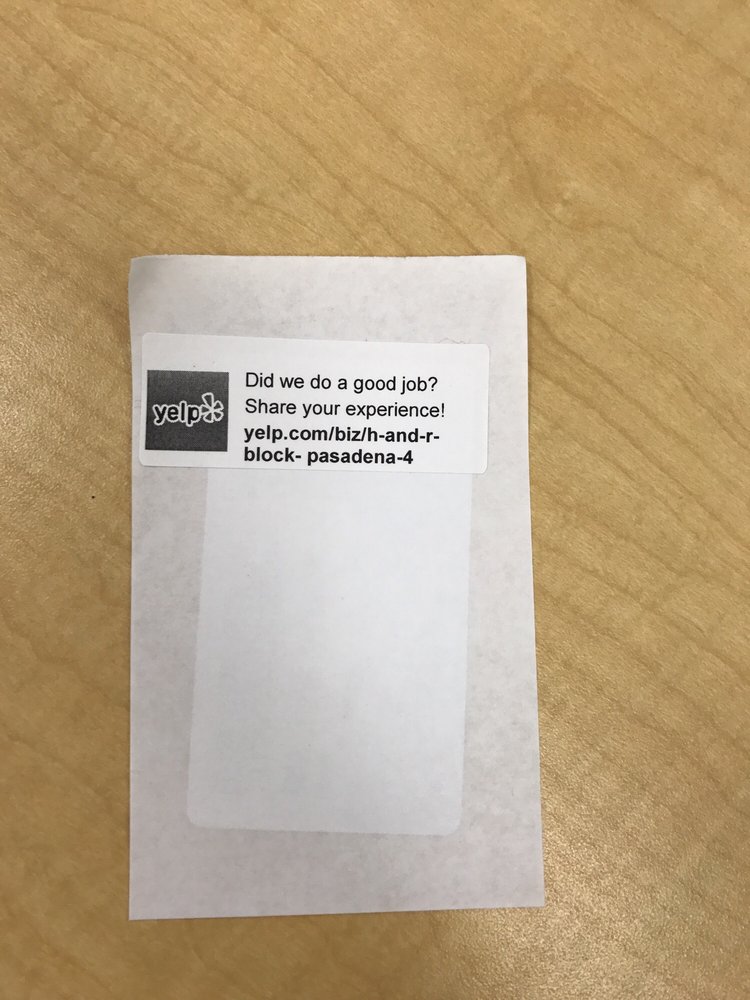 yelp
Did we do a good job?
Share your experience!
yelp.com/biz/h-and-r-
block- pasadena-4